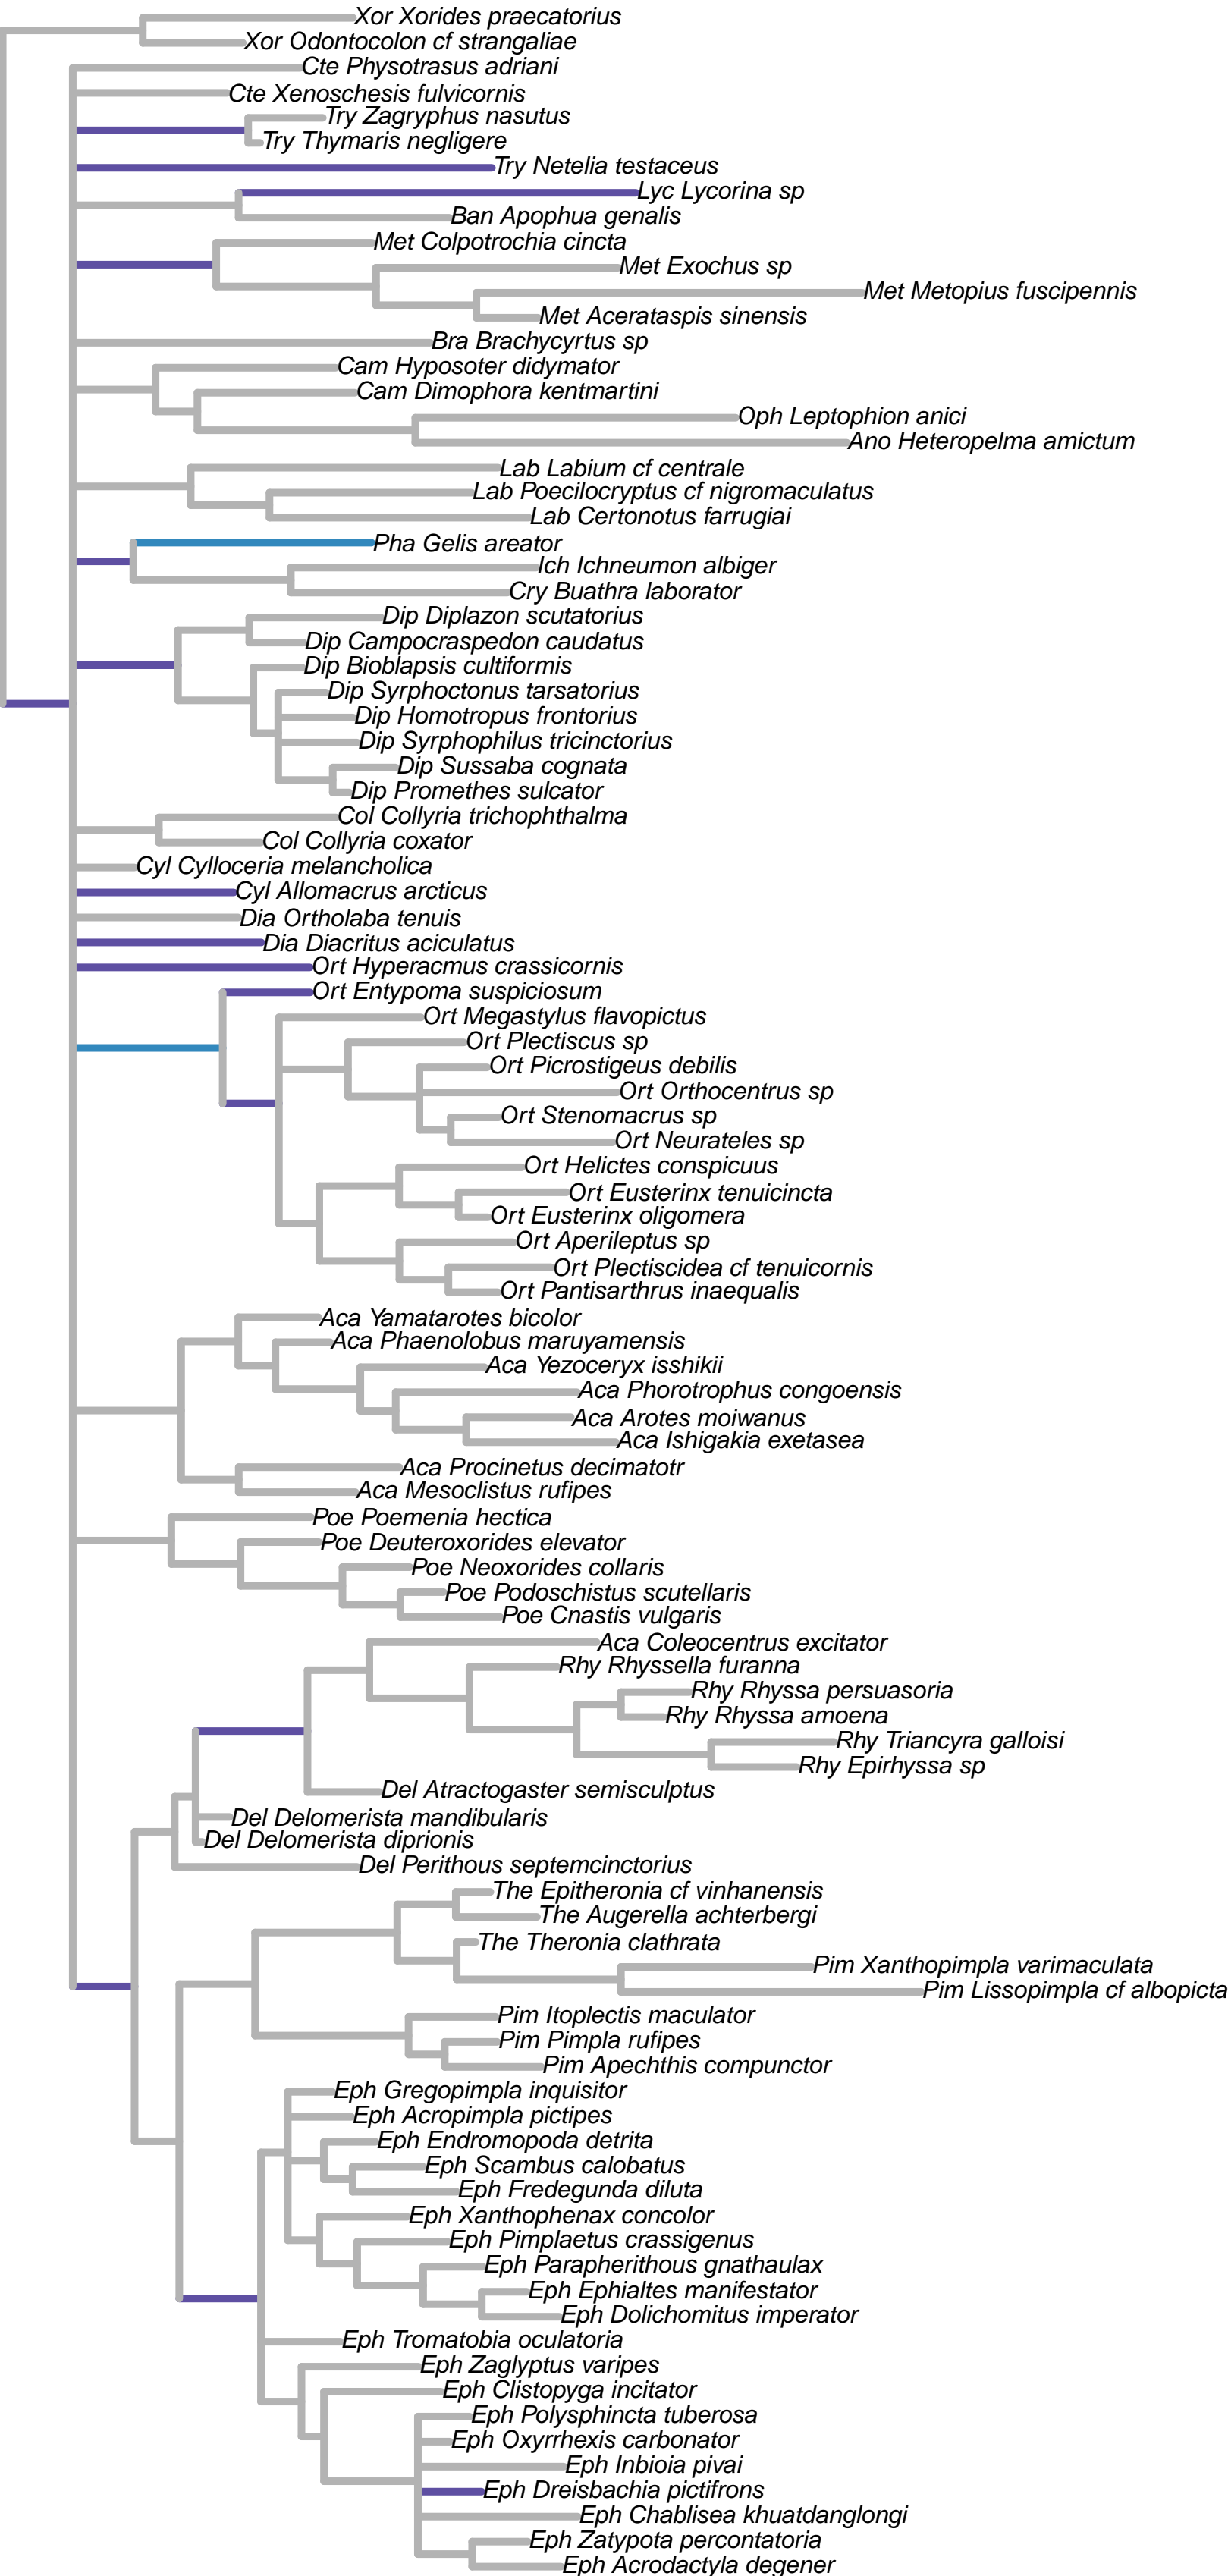 Xor Xorides praecatorius
Xor Odontocolon cf strangaliae
Cte Physotrasus adriani
Cte Xenoschesis fulvicornis
Try Zagryphus nasutus
Try Thymaris negligere
Try Netelia testaceus
Lyc Lycorina sp
Ban Apophua genalis
Met Colpotrochia cincta
Met Exochus sp
Met Metopius fuscipennis
Met Acerataspis sinensis
Bra Brachycyrtus sp
Cam Hyposoter didymator
Cam Dimophora kentmartini
Oph Leptophion anici
Ano Heteropelma amictum
Lab Labium cf centrale
Lab Poecilocryptus cf nigromaculatus
Lab Certonotus farrugiai
Pha Gelis areator
Ich Ichneumon albiger
Cry Buathra laborator
Dip Diplazon scutatorius
Dip Campocraspedon caudatus
Dip Bioblapsis cultiformis
Dip Syrphoctonus tarsatorius
Dip Homotropus frontorius
Dip Syrphophilus tricinctorius
Dip Sussaba cognata
Dip Promethes sulcator
Col Collyria trichophthalma
Col Collyria coxator
Cyl Cylloceria melancholica
Cyl Allomacrus arcticus
Dia Ortholaba tenuis
Dia Diacritus aciculatus
Ort Hyperacmus crassicornis
Ort Entypoma suspiciosum
Ort Megastylus flavopictus
Ort Plectiscus sp
Ort Picrostigeus debilis
Ort Orthocentrus sp
Ort Stenomacrus sp
Ort Neurateles sp
Ort Helictes conspicuus
Ort Eusterinx tenuicincta
Ort Eusterinx oligomera
Ort Aperileptus sp
Ort Plectiscidea cf tenuicornis
Ort Pantisarthrus inaequalis
Aca Yamatarotes bicolor
Aca Phaenolobus maruyamensis
Aca Yezoceryx isshikii
Aca Phorotrophus congoensis
Aca Arotes moiwanus
Aca Ishigakia exetasea
Aca Procinetus decimatotr
Aca Mesoclistus rufipes
Poe Poemenia hectica
Poe Deuteroxorides elevator
Poe Neoxorides collaris
Poe Podoschistus scutellaris
Poe Cnastis vulgaris
Aca Coleocentrus excitator
Rhy Rhyssella furanna
Rhy Rhyssa persuasoria
Rhy Rhyssa amoena
Rhy Triancyra galloisi
Rhy Epirhyssa sp
Del Atractogaster semisculptus
Del Delomerista mandibularis
Del Delomerista diprionis
Del Perithous septemcinctorius
The Epitheronia cf vinhanensis
The Augerella achterbergi
The Theronia clathrata
Pim Xanthopimpla varimaculata
Pim Lissopimpla cf albopicta
Pim Itoplectis maculator
Pim Pimpla rufipes
Pim Apechthis compunctor
Eph Gregopimpla inquisitor
Eph Acropimpla pictipes
Eph Endromopoda detrita
Eph Scambus calobatus
Eph Fredegunda diluta
Eph Xanthophenax concolor
Eph Pimplaetus crassigenus
Eph Parapherithous gnathaulax
Eph Ephialtes manifestator
Eph Dolichomitus imperator
Eph Tromatobia oculatoria
Eph Zaglyptus varipes
Eph Clistopyga incitator
Eph Polysphincta tuberosa
Eph Oxyrrhexis carbonator
Eph Inbioia pivai
Eph Dreisbachia pictifrons
Eph Chablisea khuatdanglongi
Eph Zatypota percontatoria
Eph Acrodactyla degener